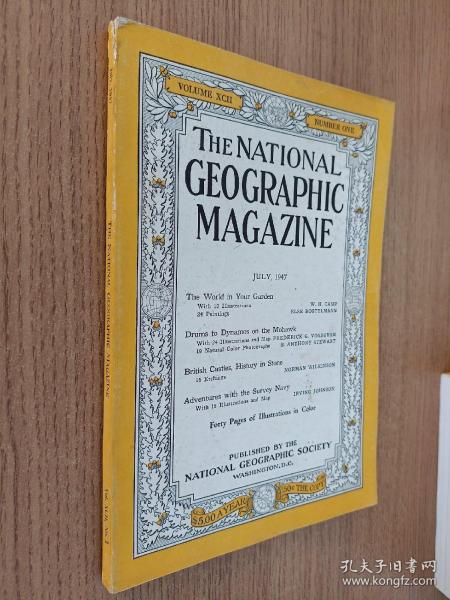 VOLUME XCII
NUMBER ONE
THE NATIONAL
GEOGRAPHIC
MAGAZINE
JULY, 1947
The World in Your Garden
With 10 Illustrations W. H. CAMP
24 Paintings ELSE BOSTELMANN
Drums to Dynamos on the Mohawk
With 24 Illustrations and Map FREDERICK G. VOSBURGH
19 Natural Color Photographs B. ANTHONY STEWART
British Castles, History in Stone
16 Etchings NORMAN WILKINSON
Adventures with the Survey Navy
With 15 Illustrations and Map IRVING JOHNSON
Forty Pages of Illustrations in Color
PUBLISHED BY THE
NATIONAL GEOGRAPHIC SOCIETY
WASHINGTON, D.C.
$5.00 A YEAR
50¢ THE COPY
THE NATIONAL GEOGRAPHIC MAGAZINE
孔夫子旧书网
kongfz.com